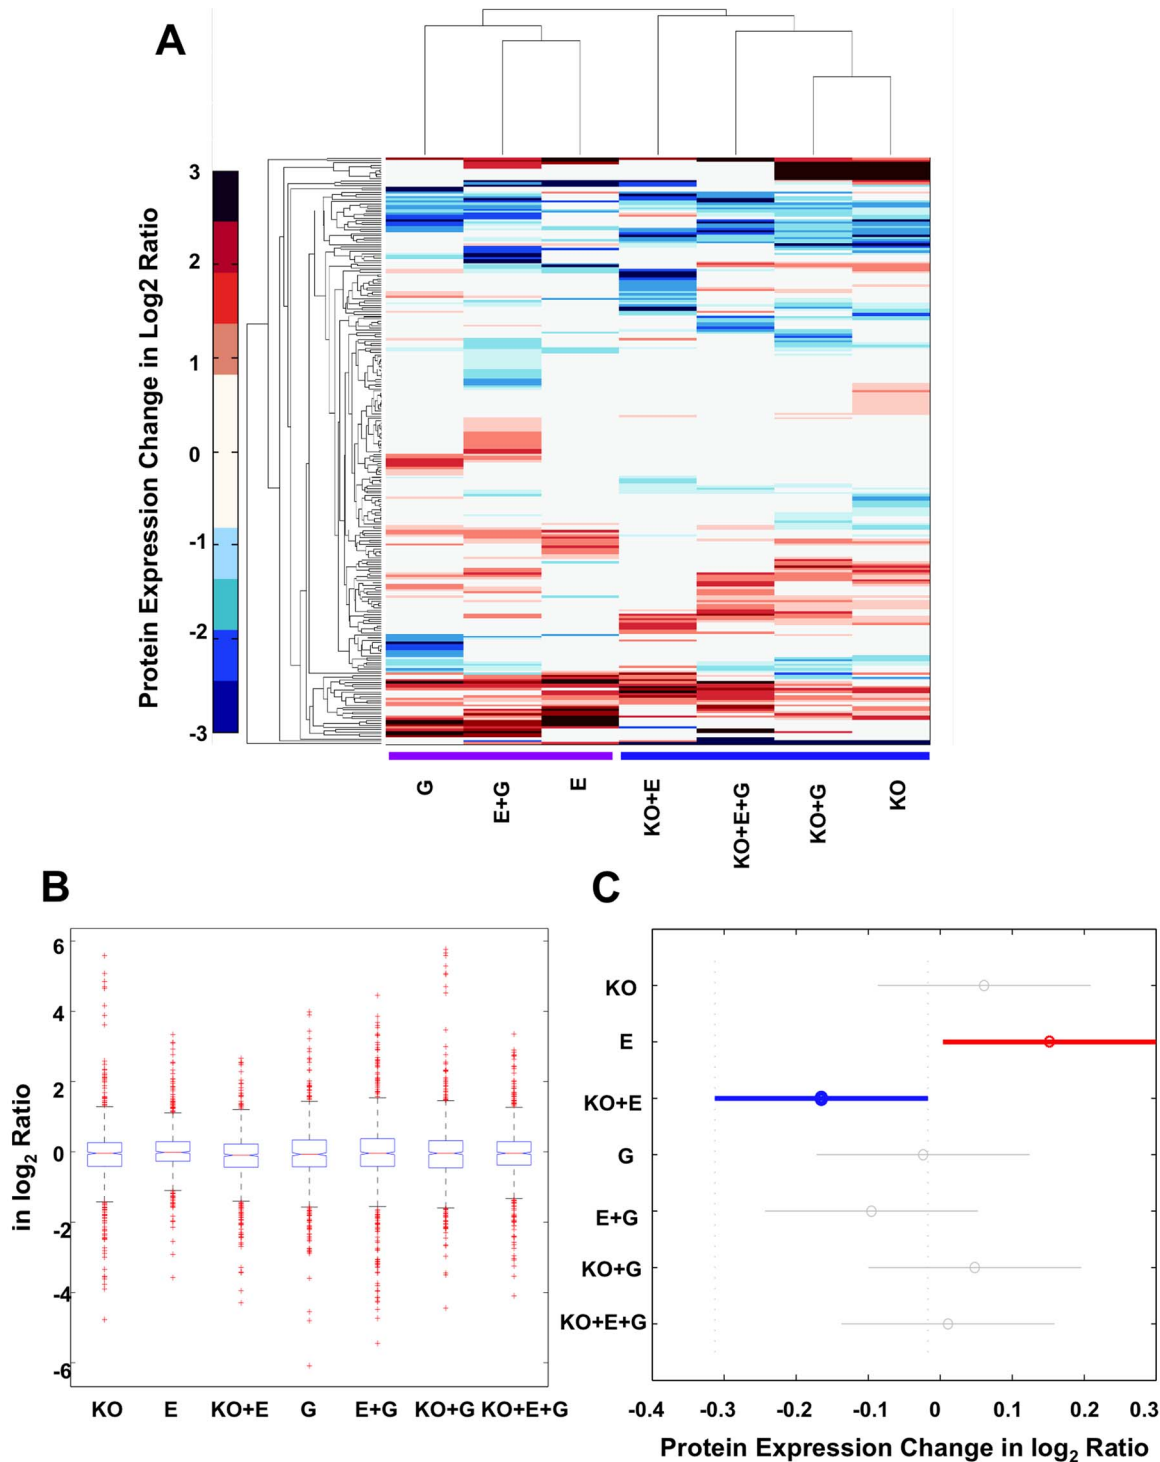 A
Protein Expression Change in Log2 Ratio
3
2
1
0
-1
-2
-3
G
E+G
E
KO+E
KO+E+G
KO+G
KO
B
in log2 Ratio
6
4
2
0
-2
-4
-6
KO E KO+E G E+G KO+G KO+E+G
C
KO
E
KO+E
G
E+G
KO+G
KO+E+G
-0.4 -0.3 -0.2 -0.1 0 0.1 0.2 0.3
Protein Expression Change in log2 Ratio